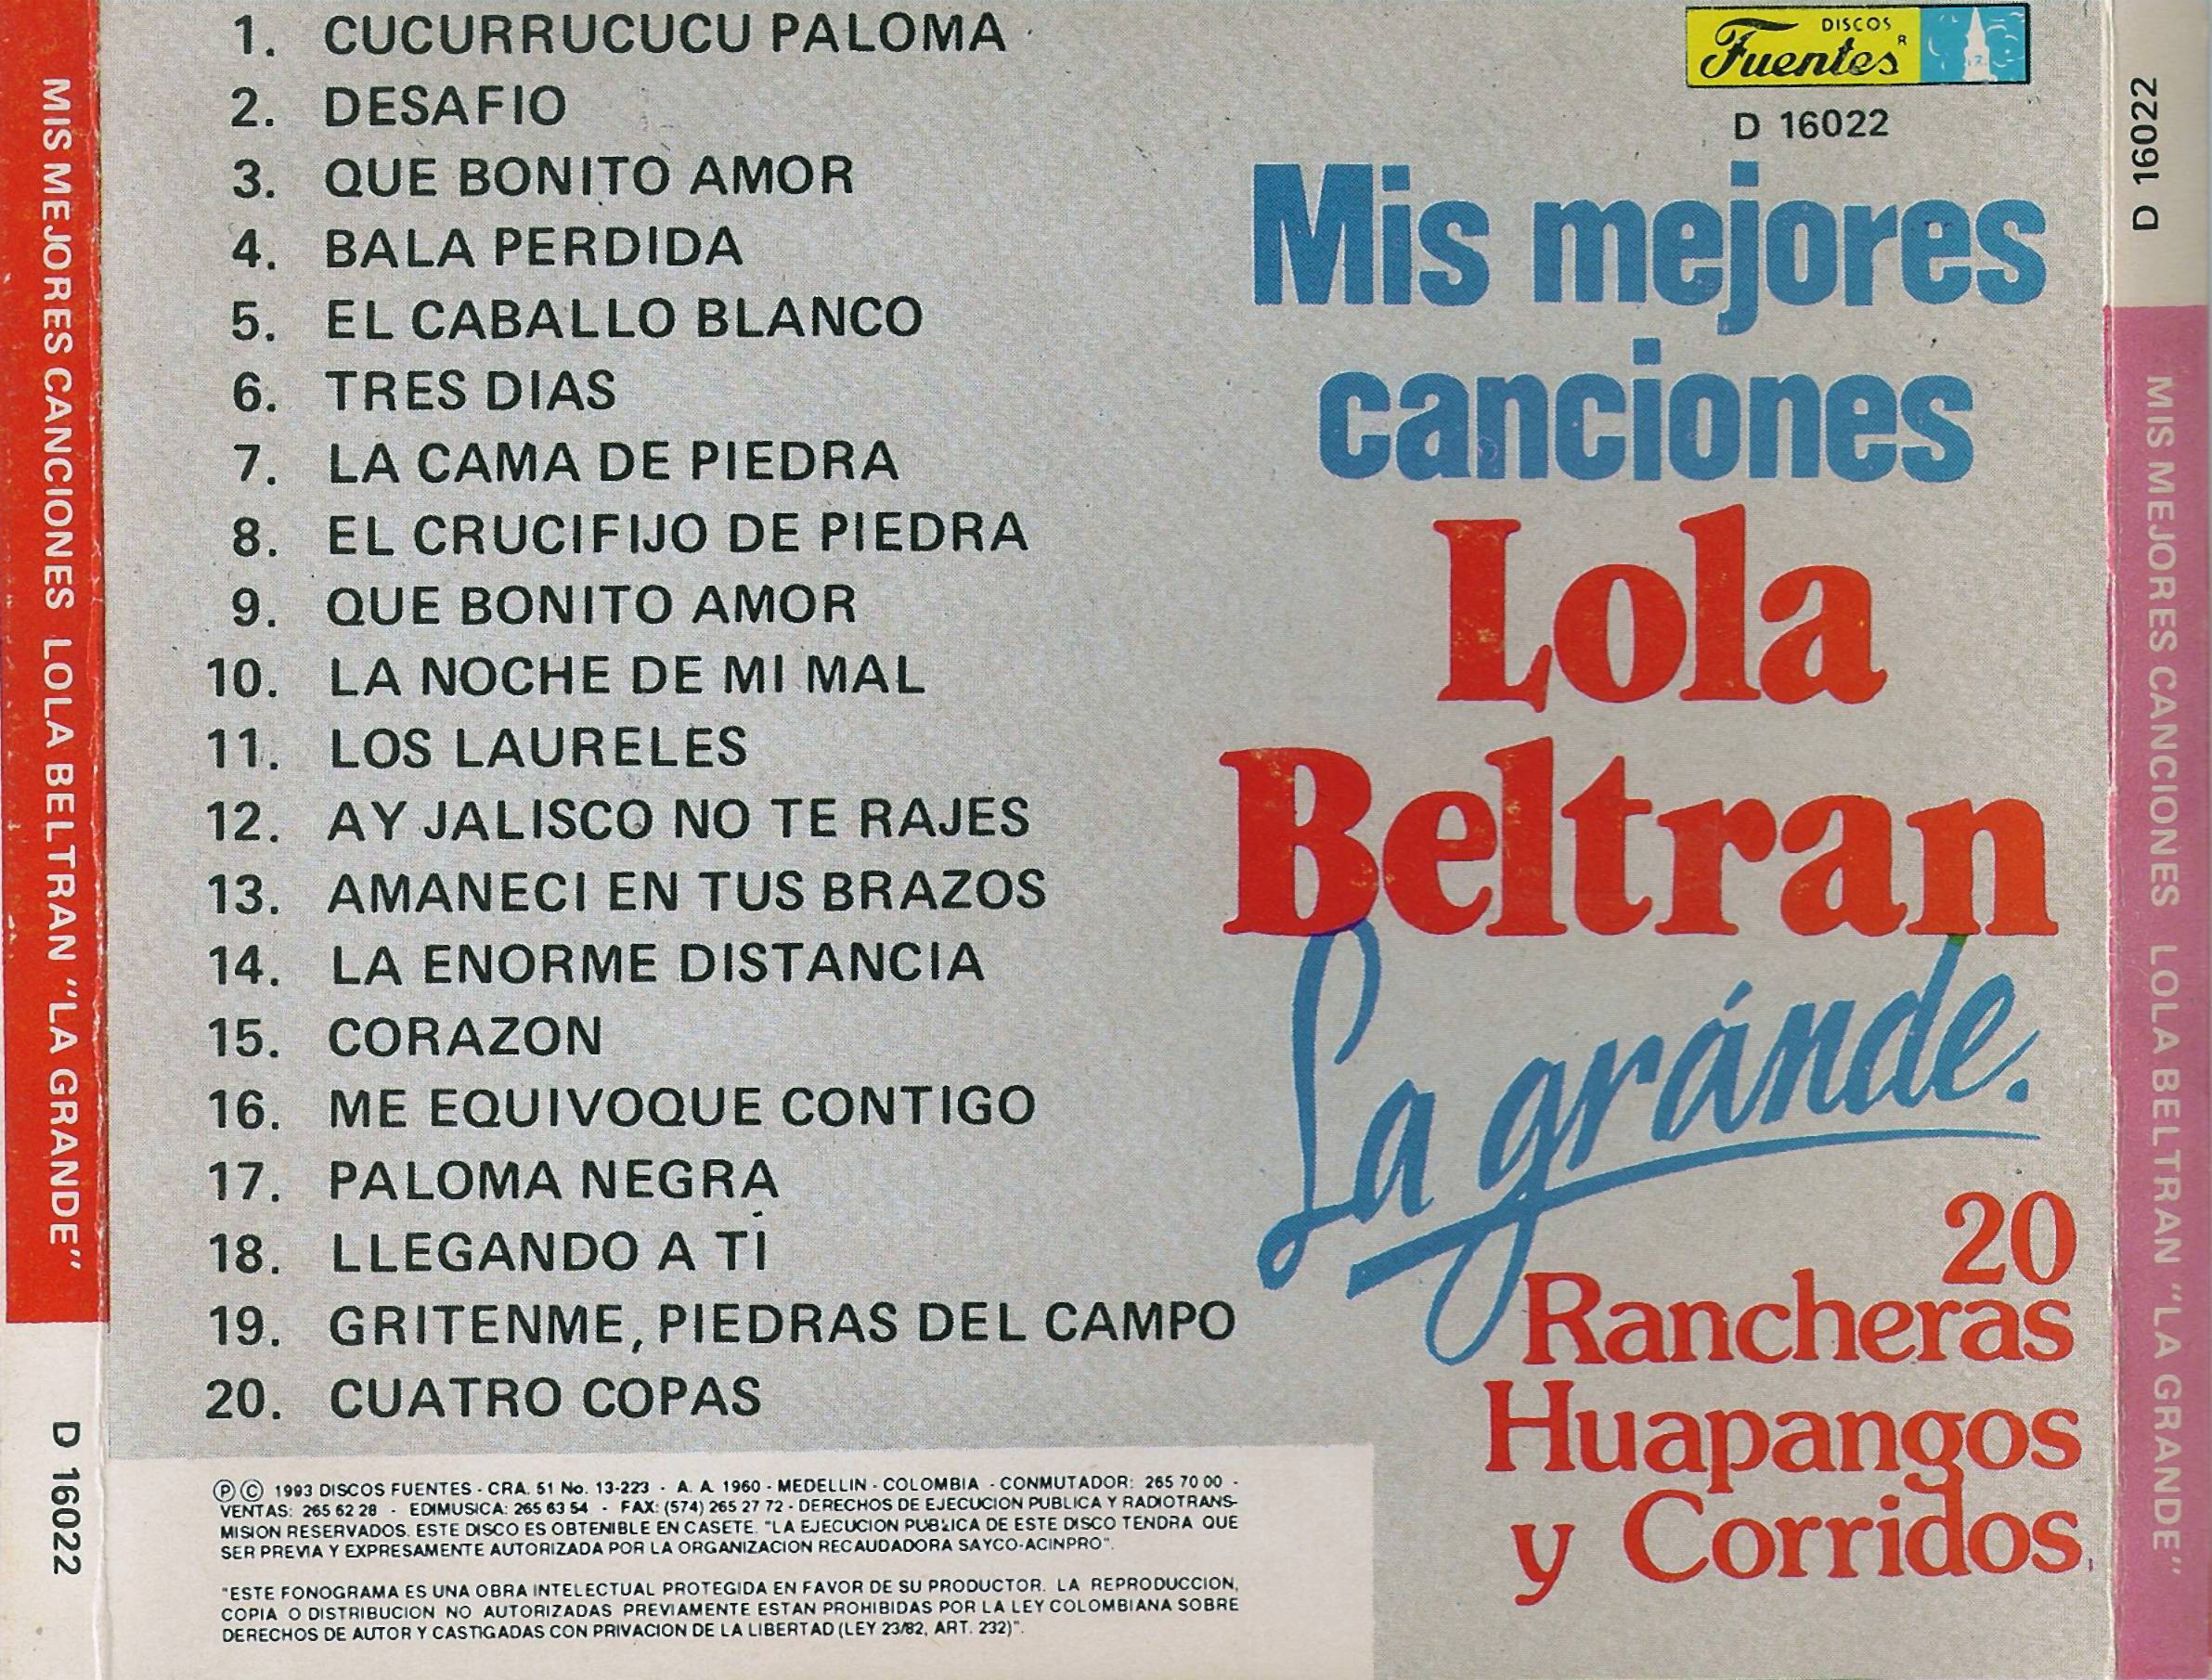 MIS MEJORES CANCIONES LOLA BELTRAN "LA GRANDE"
D 16022
1. CUCURRUCUCU PALOMA
2. DESAFIO
3. QUE BONITO AMOR
4. BALA PERDIDA
5. EL CABALLO BLANCO
6. TRES DIAS
7. LA CAMA DE PIEDRA
8. EL CRUCIFIJO DE PIEDRA
9. QUE BONITO AMOR
10. LA NOCHE DE MI MAL
11. LOS LAURELES
12. AY JALISCO NO TE RAJES
13. AMANECI EN TUS BRAZOS
14. LA ENORME DISTANCIA
15. CORAZON
16. ME EQUIVOQUE CONTIGO
17. PALOMA NEGRA
18. LLEGANDO A TI
19. GRITENME, PIEDRAS DEL CAMPO
20. CUATRO COPAS
Ⓟ © 1993 DISCOS FUENTES - CRA. 51 No. 13-223 - A. A. 1960 - MEDELLIN - COLOMBIA - CONMUTADOR: 265 70 00 -
VENTAS: 265 62 28 - EDIMUSICA: 265 63 54 - FAX: (574) 265 27 72 - DERECHOS DE EJECUCION PUBLICA Y RADIOTRANS-
MISION RESERVADOS. ESTE DISCO ES OBTENIBLE EN CASETE. "LA EJECUCION PUBLICA DE ESTE DISCO TENDRA QUE
SER PREVIA Y EXPRESAMENTE AUTORIZADA POR LA ORGANIZACION RECAUDADORA SAYCO-ACINPRO".
"ESTE FONOGRAMA ES UNA OBRA INTELECTUAL PROTEGIDA EN FAVOR DE SU PRODUCTOR. LA REPRODUCCION,
COPIA O DISTRIBUCION NO AUTORIZADAS PREVIAMENTE ESTAN PROHIBIDAS POR LA LEY COLOMBIANA SOBRE
DERECHOS DE AUTOR Y CASTIGADAS CON PRIVACION DE LA LIBERTAD (LEY 23/82, ART. 232)".
DISCOS
Fuentes R
D 16022
Mis mejores
canciones
Lola
Beltran
La gránde.
20
Rancheras
Huapangos
y Corridos
D 16022
MIS MEJORES CANCIONES LOLA BELTRAN "LA GRANDE"